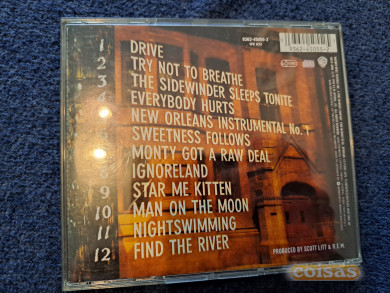 1 DRIVE
2 TRY NOT TO BREATHE
3 THE SIDEWINDER SLEEPS TONITE
4 EVERYBODY HURTS
5 NEW ORLEANS INSTRUMENTAL No. 1
6 SWEETNESS FOLLOWS
7 MONTY GOT A RAW DEAL
8 IGNORELAND
9 STAR ME KITTEN
10 MAN ON THE MOON
11 NIGHTSWIMMING
12 FIND THE RIVER
PRODUCED BY SCOTT LITT & R.E.M.
coisas